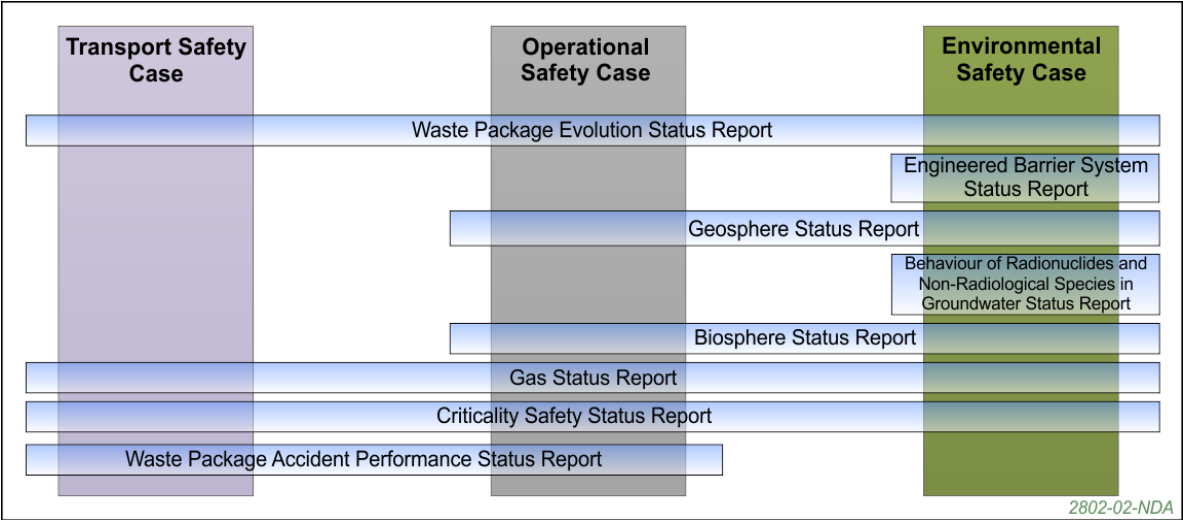 Transport Safety
Case
Operational
Safety Case
Environmental
Safety Case
Waste Package Evolution Status Report
Engineered Barrier System
Status Report
Geosphere Status Report
Behaviour of Radionuclides and
Non-Radiological Species in
Groundwater Status Report
Biosphere Status Report
Gas Status Report
Criticality Safety Status Report
Waste Package Accident Performance Status Report
2802-02-NDA